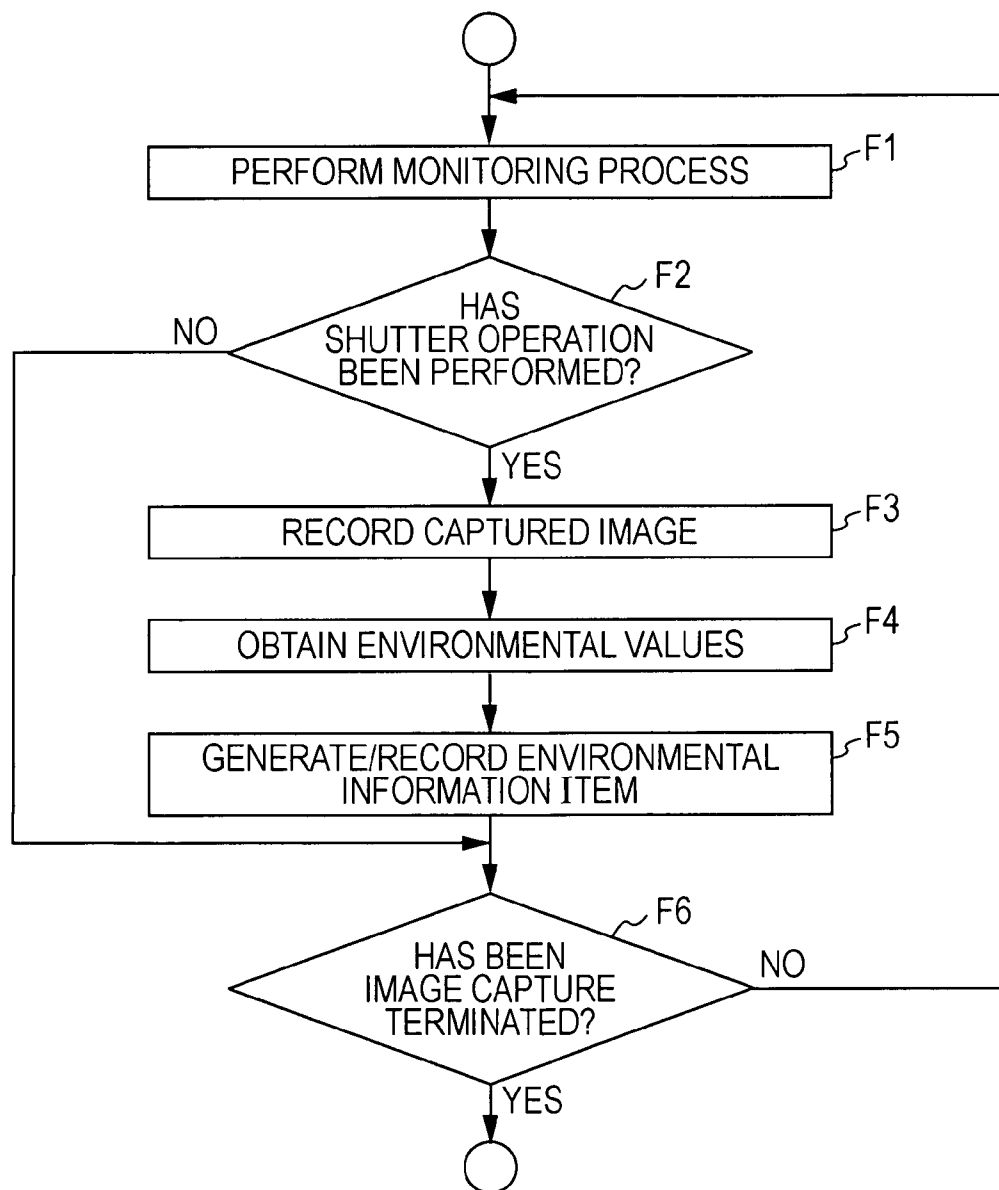 PERFORM MONITORING PROCESS
F1
HAS
SHUTTER OPERATION
BEEN PERFORMED?
F2
NO
YES
RECORD CAPTURED IMAGE
F3
OBTAIN ENVIRONMENTAL VALUES
F4
GENERATE/RECORD ENVIRONMENTAL
INFORMATION ITEM
F5
HAS BEEN
IMAGE CAPTURE
TERMINATED?
F6
NO
YES